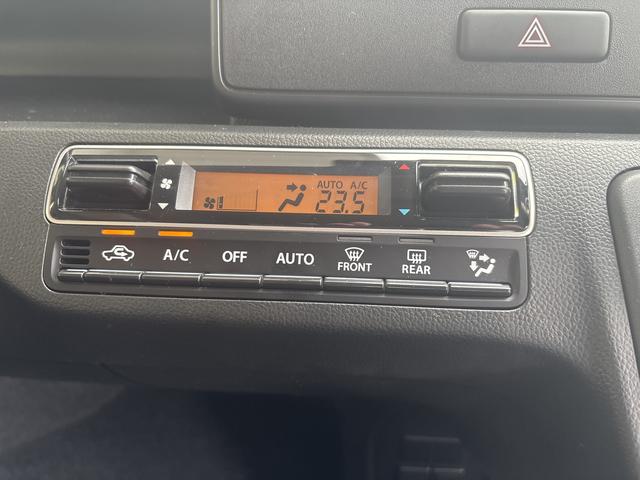 AUTO A/C
23.5
A/C
OFF
AUTO
FRONT
REAR